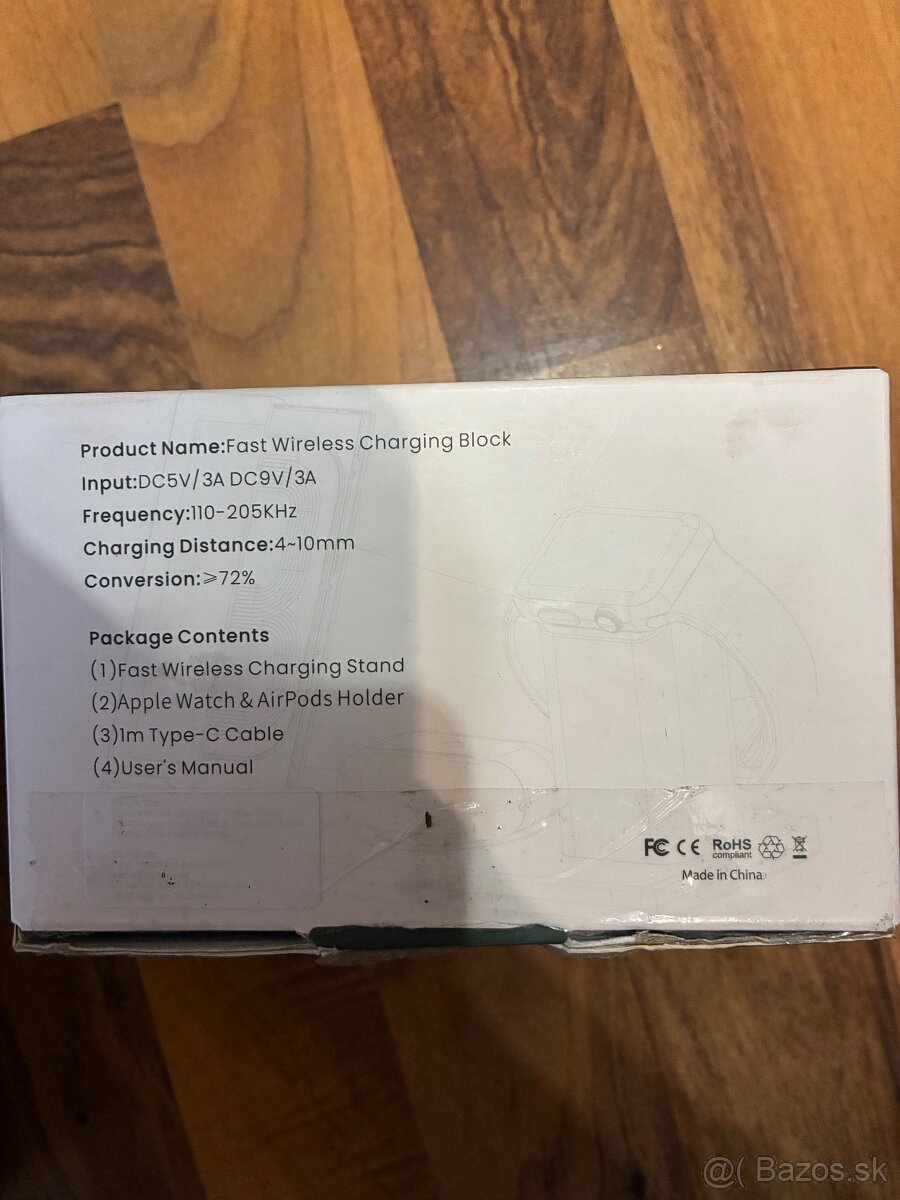 Product Name:Fast Wireless Charging Block
Input:DC5V/3A DC9V/3A
Frequency:110-205KHz
Charging Distance:4~10mm
Conversion:⩾72%
Package Contents
(1)Fast Wireless Charging Stand
(2)Apple Watch & AirPods Holder
(3)1m Type-C Cable
(4)User's Manual
FC CE RoHS
compliant
Made in China
@( Bazos.sk